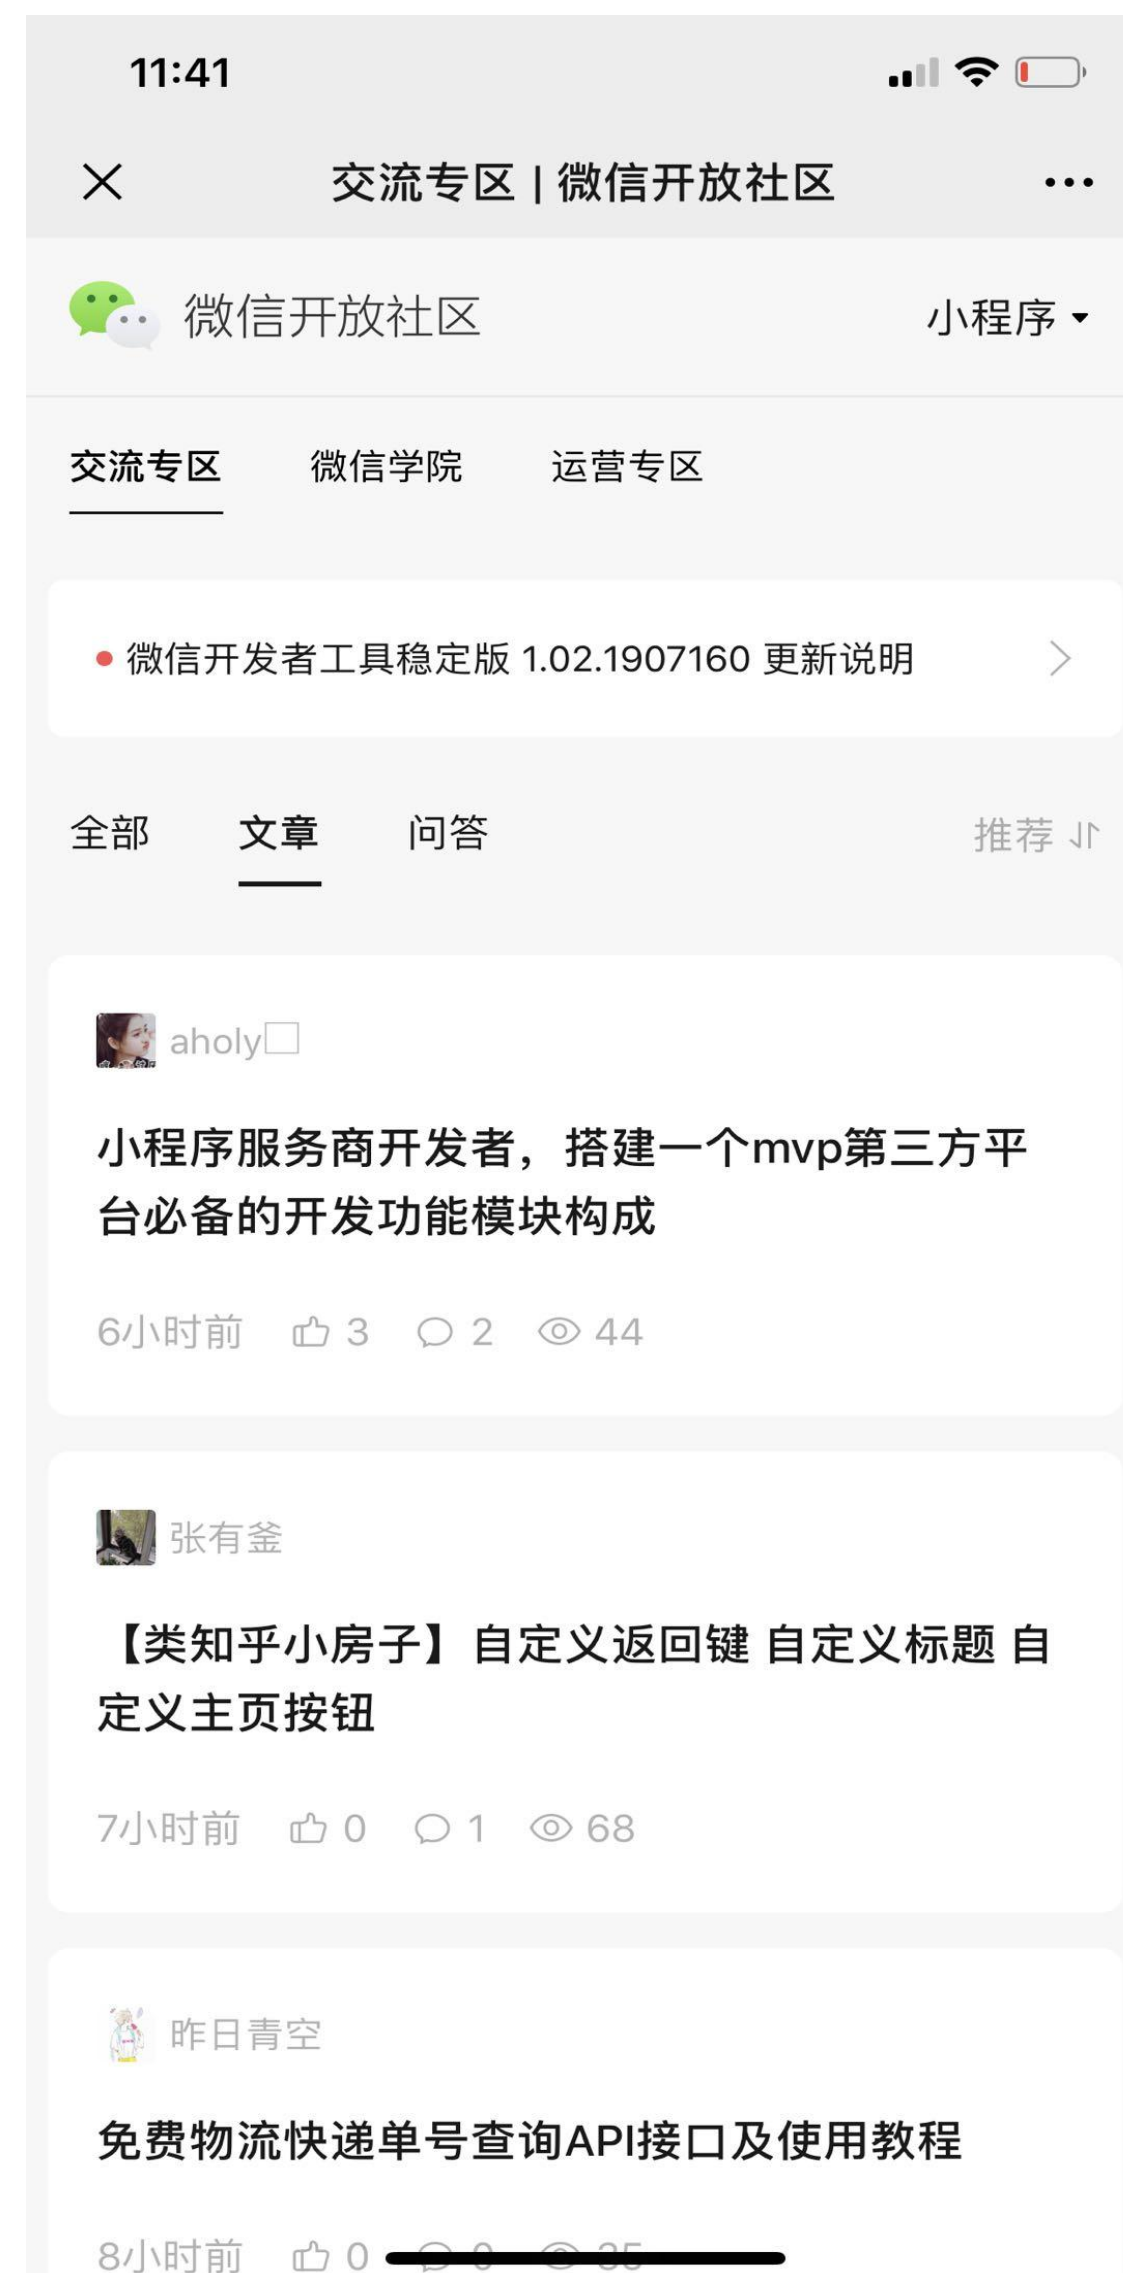 11:41
交流专区 | 微信开放社区
微信开放社区 小程序
交流专区 微信学院 运营专区
微信开发者工具稳定版 1.02.1907160 更新说明
全部 文章 问答 推荐
aholy
小程序服务商开发者，搭建一个mvp第三方平
台必备的开发功能模块构成
6小时前 3 2 44
张有釜
【类知乎小房子】自定义返回键 自定义标题 自
定义主页按钮
7小时前 0 1 68
昨日青空
免费物流快递单号查询API接口及使用教程
8小时前 0 0 35